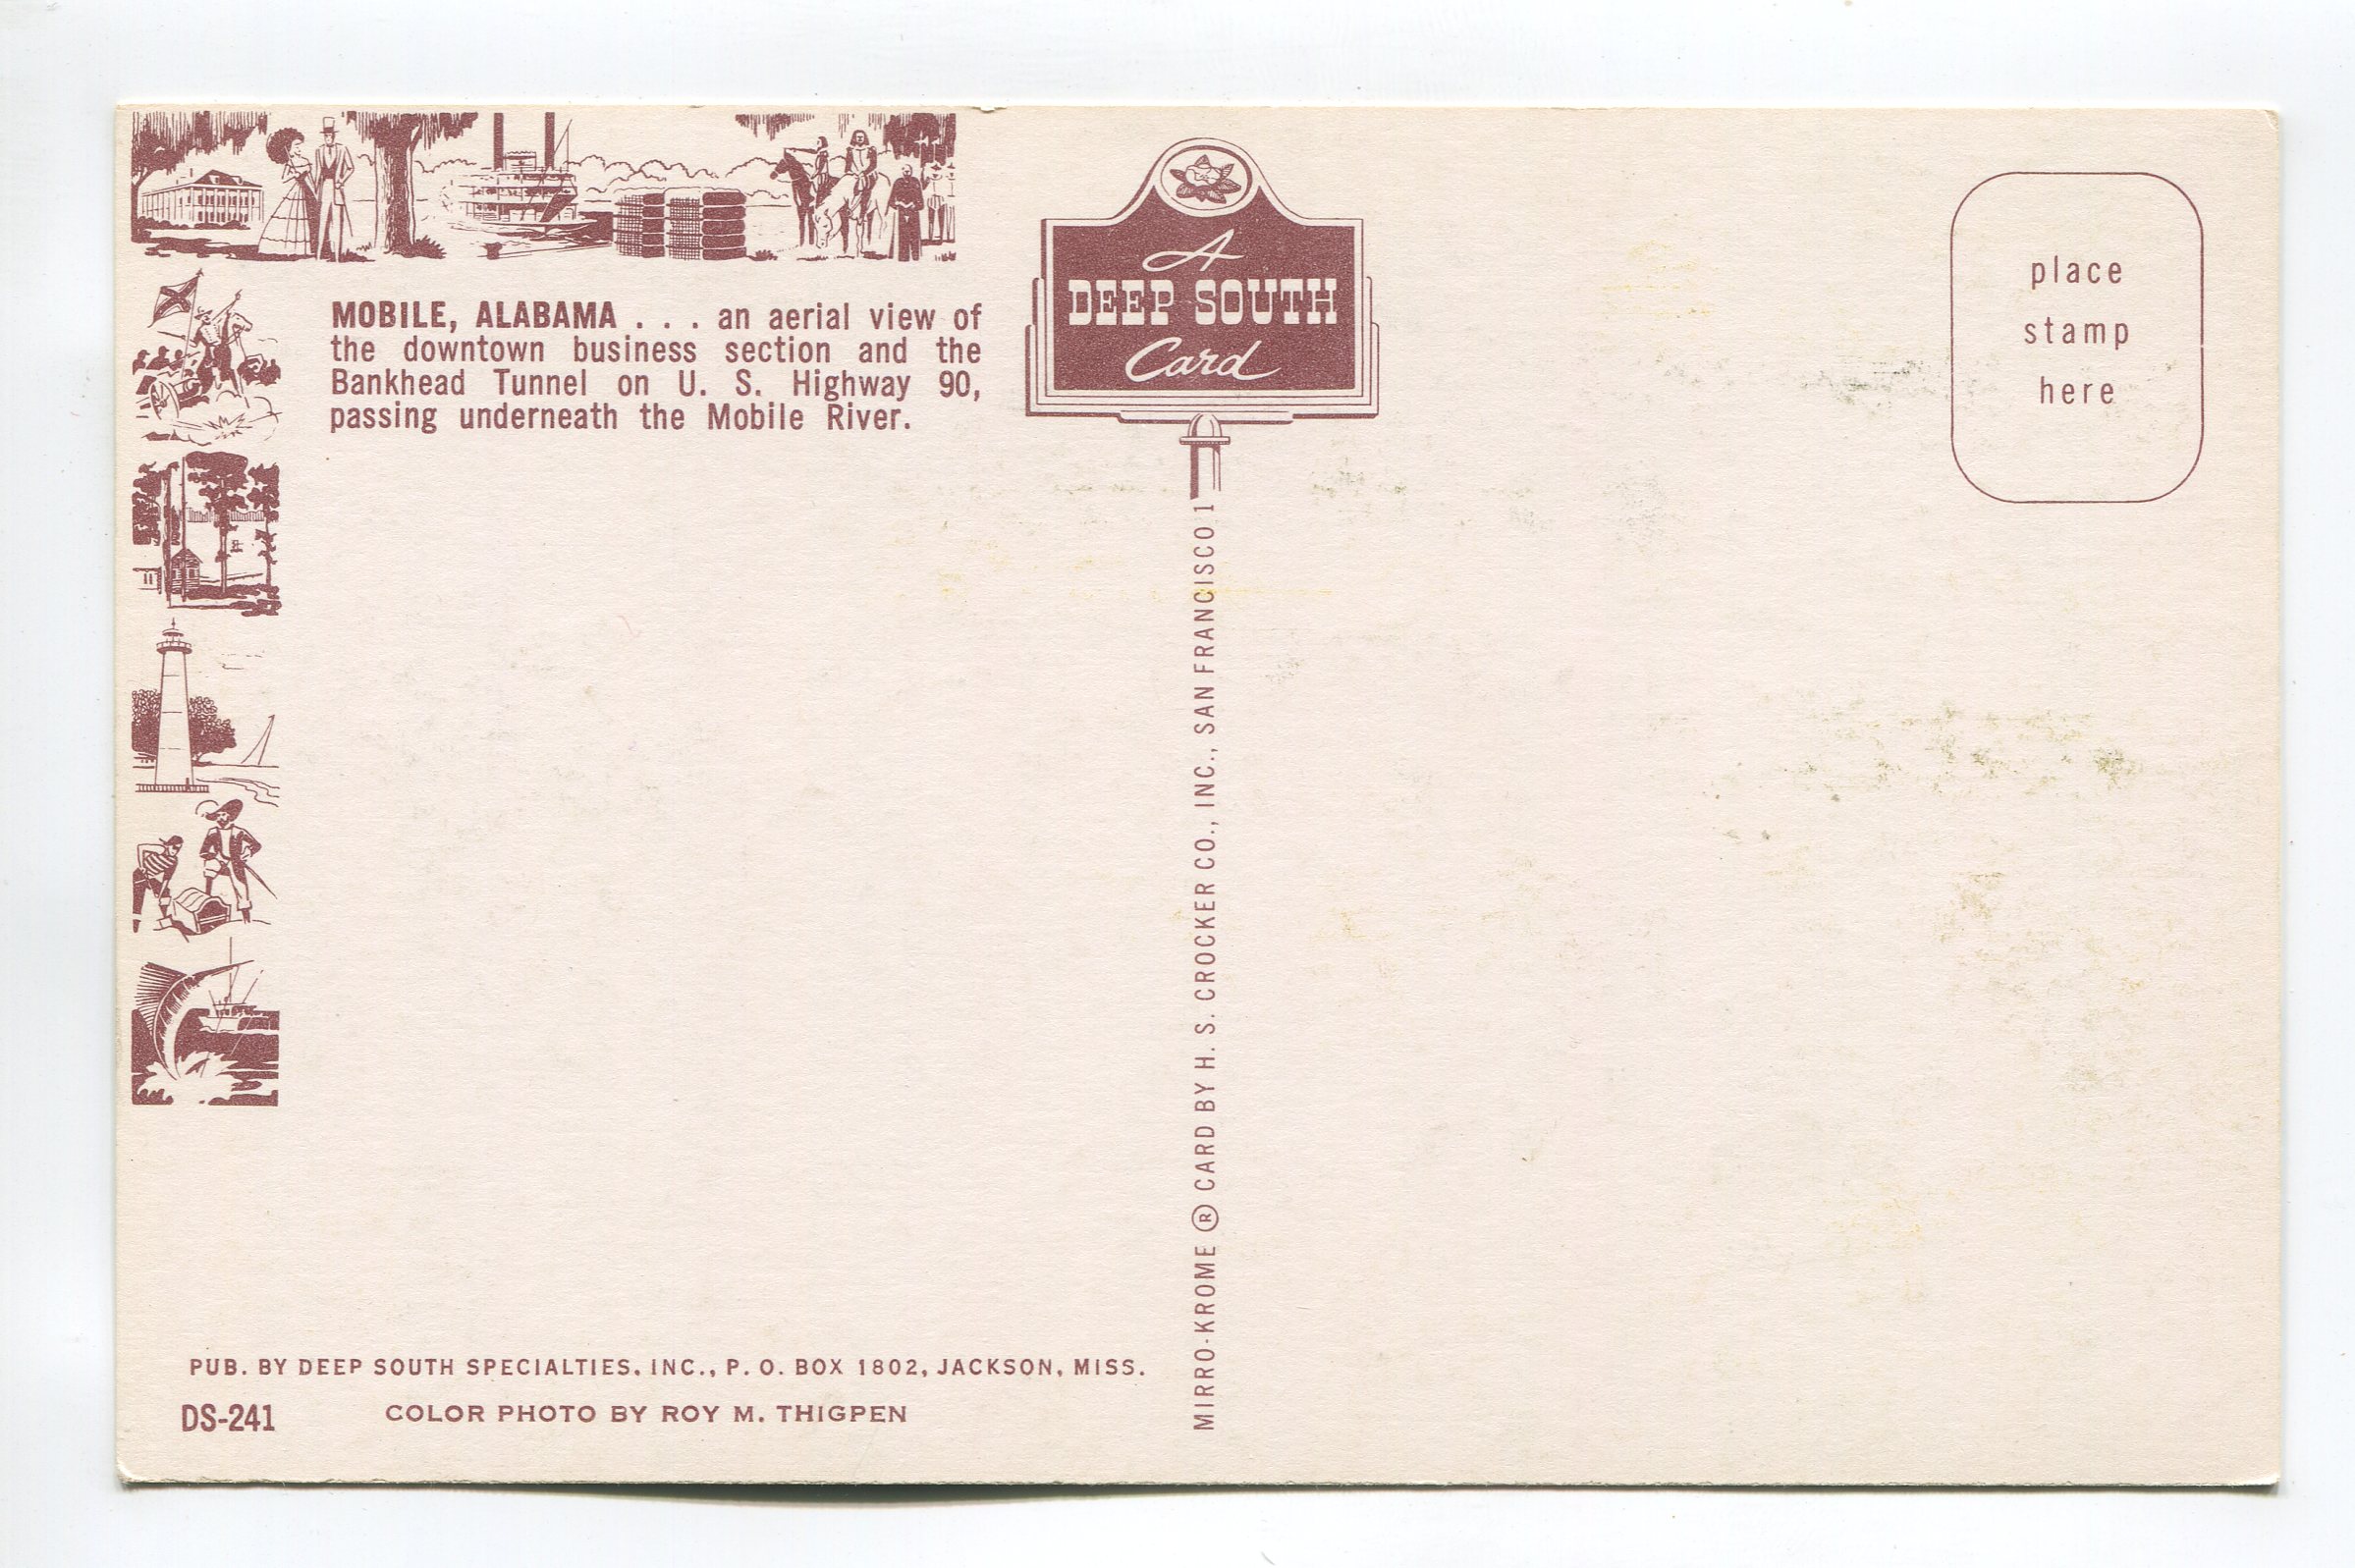 MOBILE, ALABAMA . . . an aerial view of
the downtown business section and the
Bankhead Tunnel on U. S. Highway 90,
passing underneath the Mobile River.
A
DEEP SOUTH
Card
place
stamp
here
MIRRO-KROME ® CARD BY H. S. CROCKER CO., INC., SAN FRANCISCO 1
PUB. BY DEEP SOUTH SPECIALTIES, INC., P. O. BOX 1802, JACKSON, MISS.
DS-241
COLOR PHOTO BY ROY M. THIGPEN